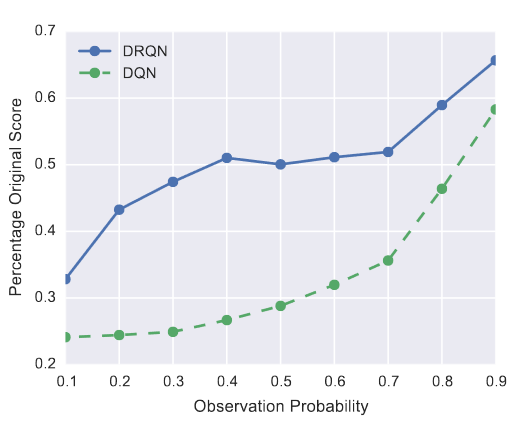 0.7
0.6
0.5
0.4
0.3
0.2
Percentage Original Score
DRQN
DQN
0.1 0.2 0.3 0.4 0.5 0.6 0.7 0.8 0.9
Observation Probability